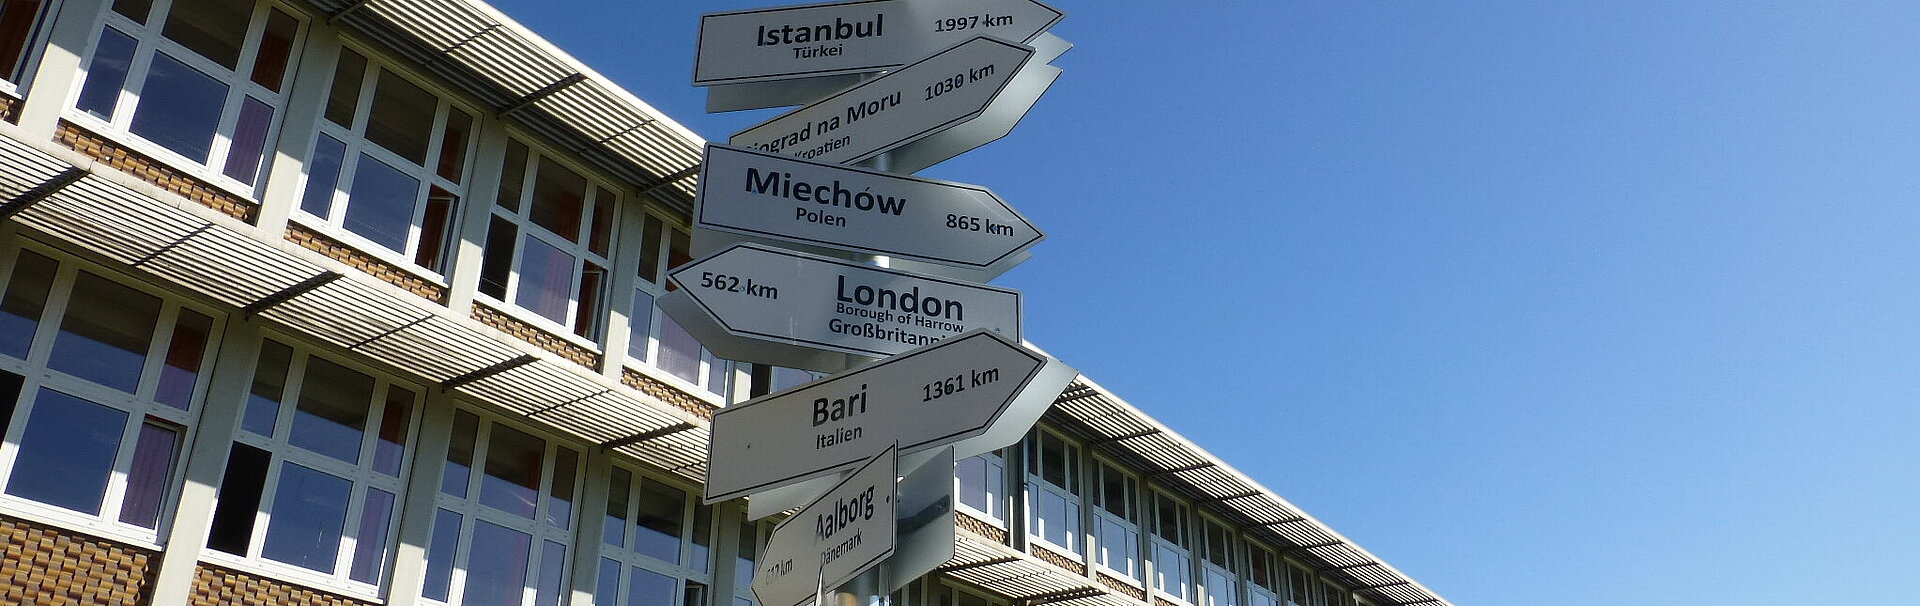 Istanbul 1997 km
Türkei
na Moru 1030 km
Miechów
Polen 865 km
562 km London
Borough of Harrow
Bari 1361 km
Italien
Aalborg
Dänemark
km